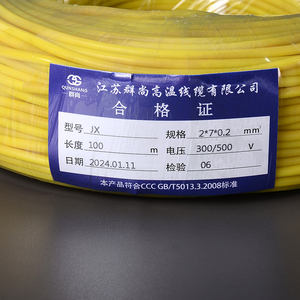 QUNSHANG
群尚
江苏群尚高温线缆有限公司
合格证
型号 JX 规格 2*7*0.2 mm²
长度 100 m 电压 300/500 V
日期 2024.01.11 检验 06
本产品符合CCC GB/T5013.3.2008标准